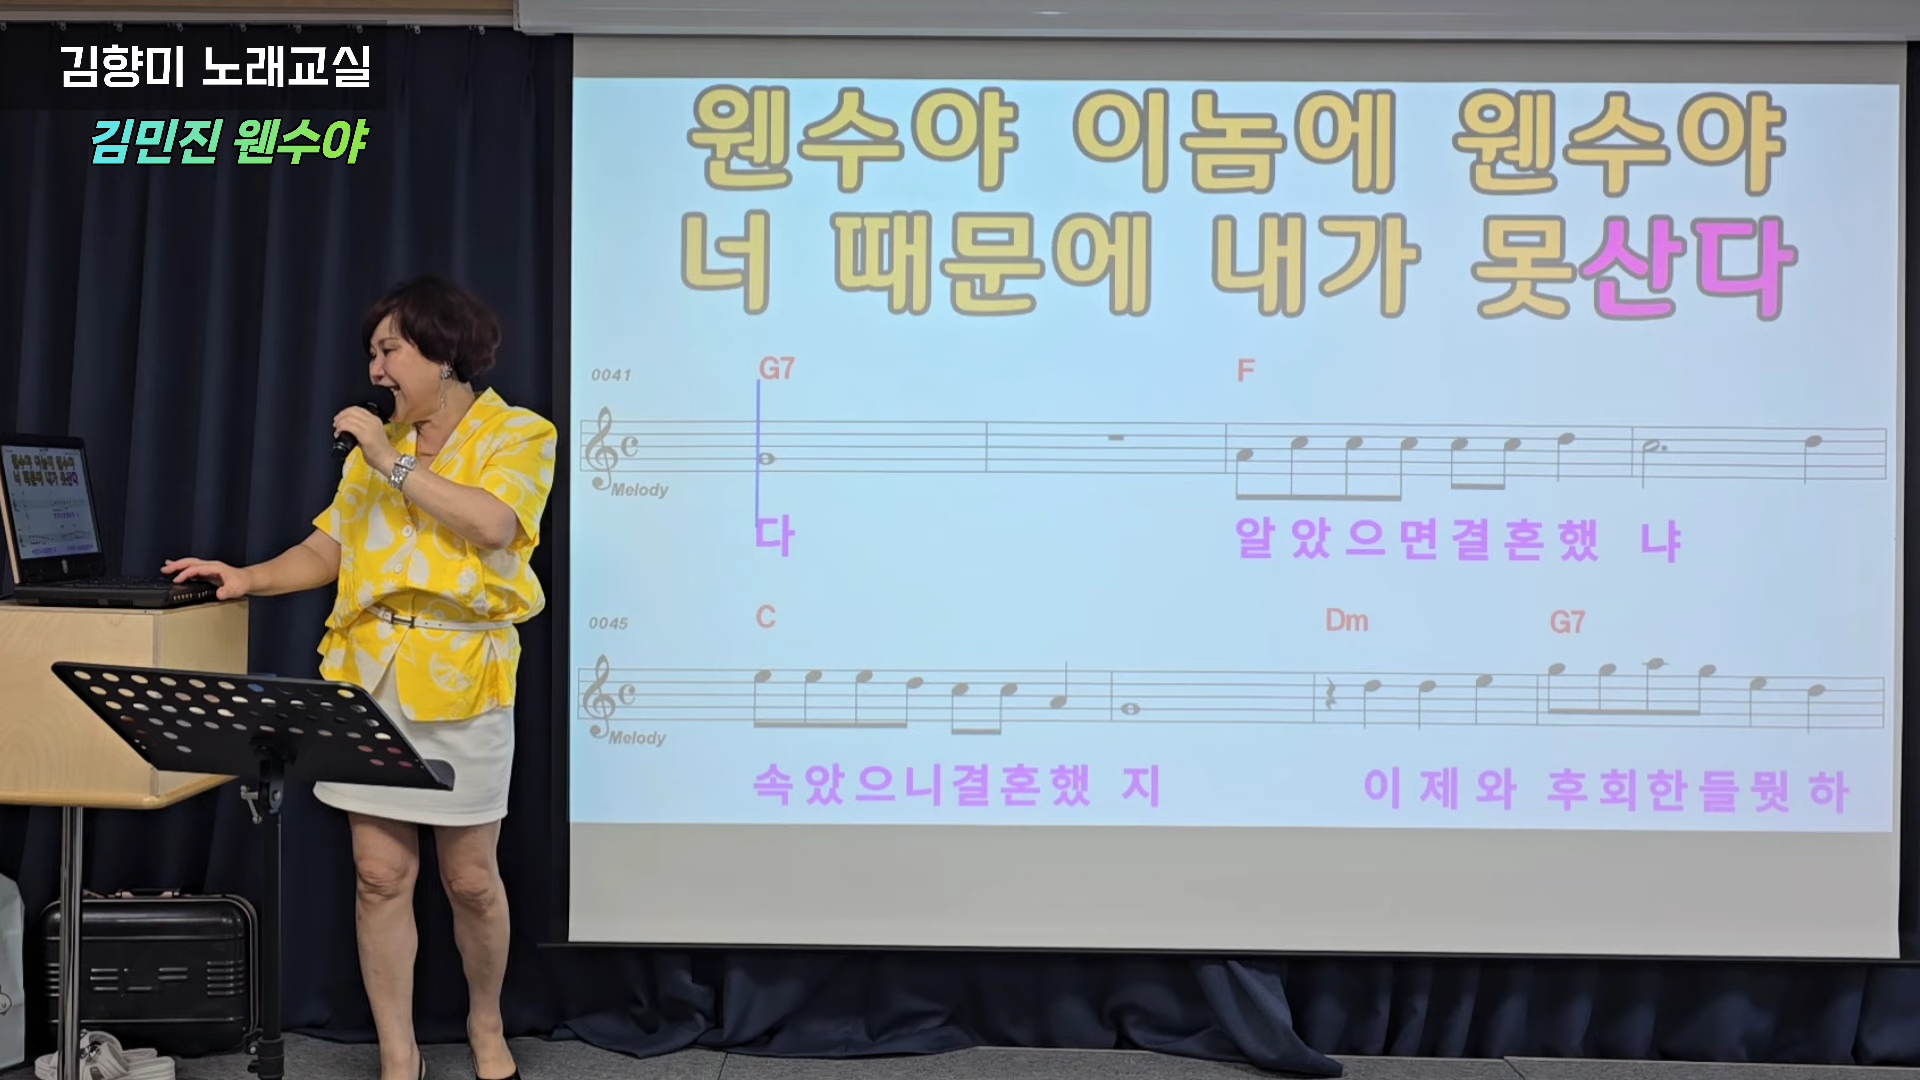 김향미 노래교실
김민진 웬수야
웬수야 이놈에 웬수야
너 때문에 내가 못산다
0041 G7 F
Melody
다 알았으면결혼했 냐
0045 C Dm G7
Melody
속았으니결혼했 지 이제와 후회한들뭣하